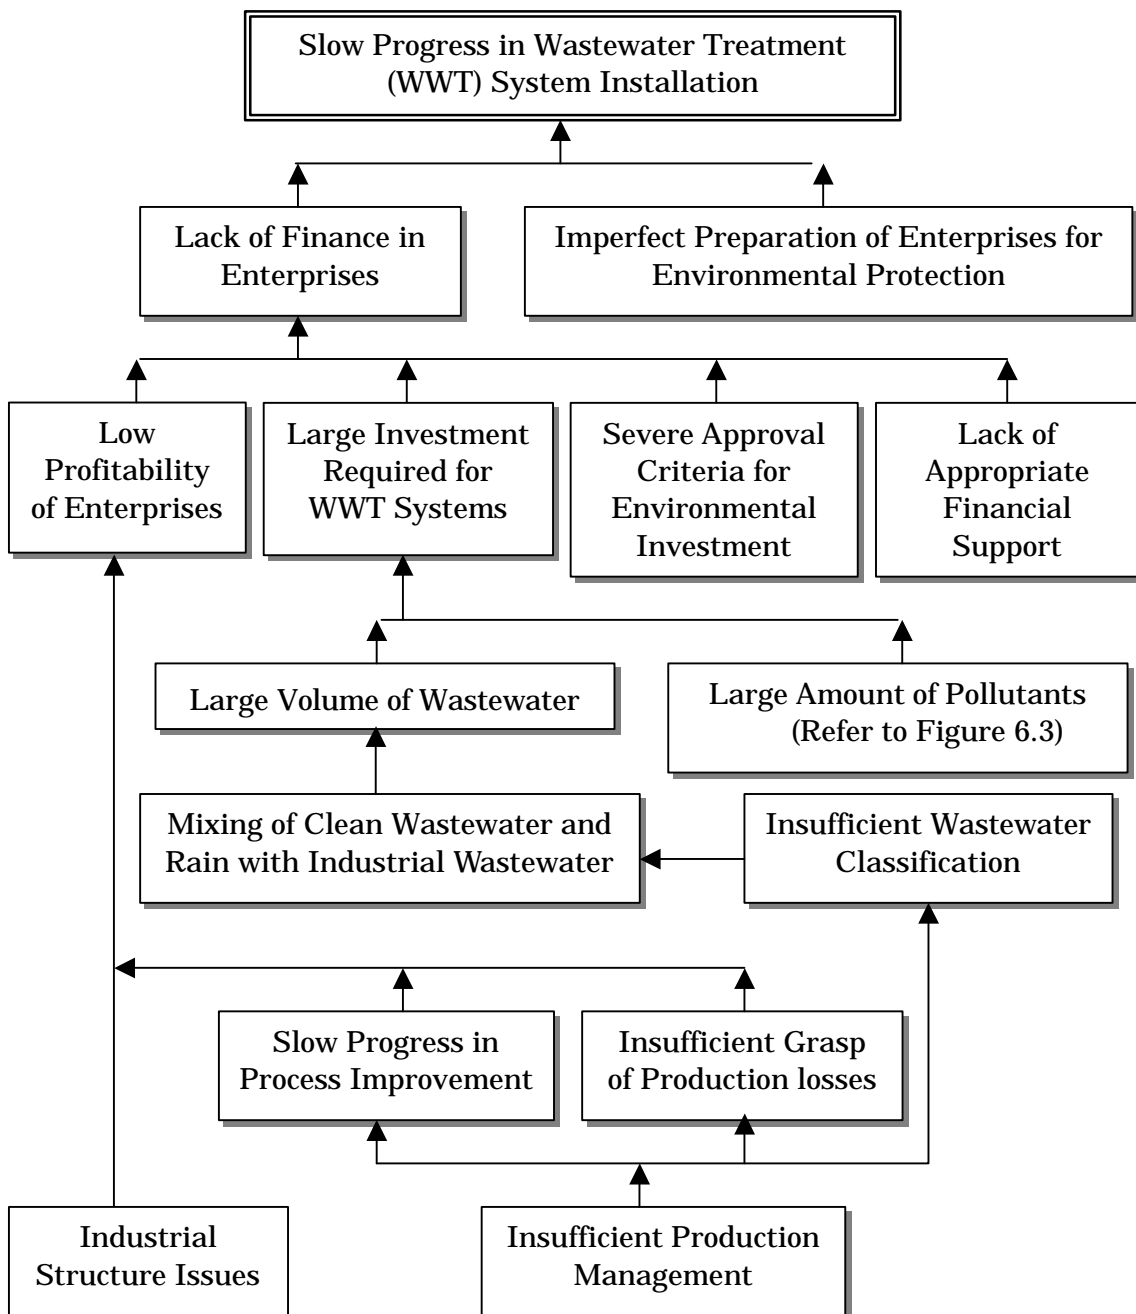 Slow Progress in Wastewater Treatment
(WWT) System Installation
Lack of Finance in
Enterprises
Imperfect Preparation of Enterprises for
Environmental Protection
Low
Profitability
of Enterprises
Large Investment
Required for
WWT Systems
Severe Approval
Criteria for
Environmental
Investment
Lack of
Appropriate
Financial
Support
Large Volume of Wastewater
Large Amount of Pollutants
(Refer to Figure 6.3)
Mixing of Clean Wastewater and
Rain with Industrial Wastewater
Insufficient Wastewater
Classification
Slow Progress in
Process Improvement
Insufficient Grasp
of Production losses
Industrial
Structure Issues
Insufficient Production
Management